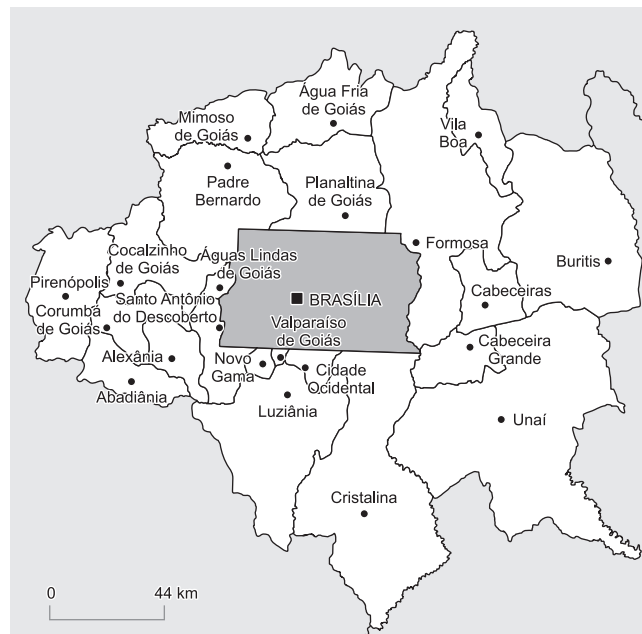 Água Fria
de Goiás
Mimoso
de Goiás
Vila
Boa
Padre
Bernardo
Planaltina
de Goiás
Formosa
Buritis
Cocalzinho
de Goiás
Águas Lindas
de Goiás
Pirenópolis
Corumbá
de Goiás
Santo Antônio
do Descoberto
BRASÍLIA
Cabeceiras
Valparaíso
de Goiás
Cabeceira
Grande
Alexânia
Novo
Gama
Cidade
Ocidental
Abadiânia
Luziânia
Unaí
Cristalina
0 44 km